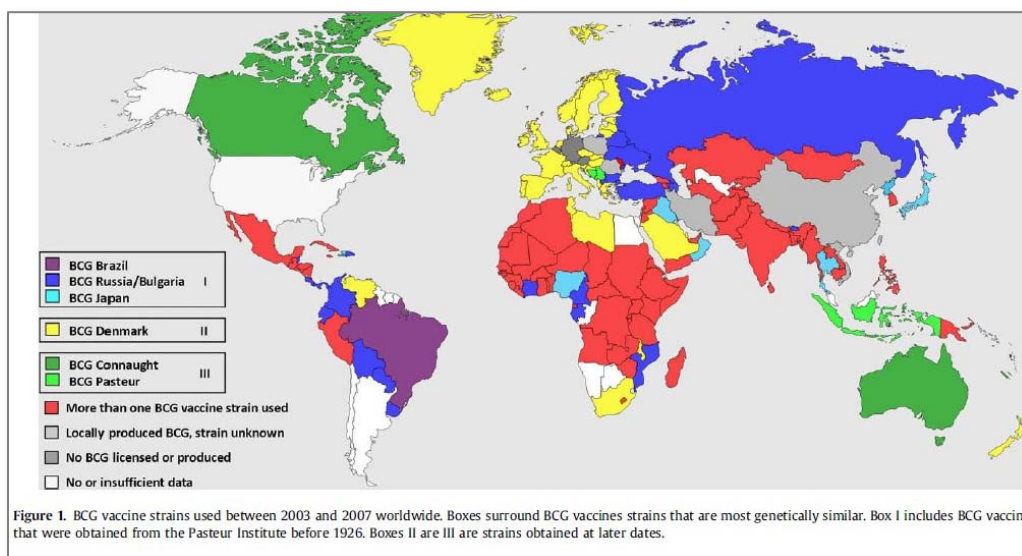 BCG Brazil
BCG Russia/Bulgaria I
BCG Japan
BCG Denmark II
BCG Connaught
BCG Pasteur III
More than one BCG vaccine strain used
Locally produced BCG, strain unknown
No BCG licensed or produced
No or insufficient data
Figure 1. BCG vaccine strains used between 2003 and 2007 worldwide. Boxes surround BCG vaccines strains that are most genetically similar. Box I includes BCG vaccin
that were obtained from the Pasteur Institute before 1926. Boxes II are III are strains obtained at later dates.